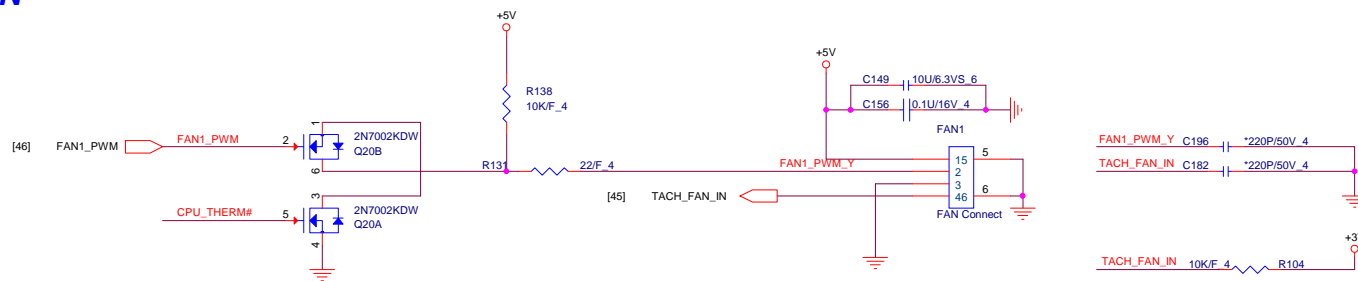 +5V
R138
10K/F_4
[46] FAN1_PWM
FAN1_PWM
2
1
6
2N7002KDW
Q20B
R131
22/F_4
CPU_THERM#
5
3
4
2N7002KDW
Q20A
+5V
C149
10U/6.3VS_6
C156
0.1U/16V_4
FAN1
FAN1_PWM_Y
[45] TACH_FAN_IN
15
2
3
46
5
6
FAN Connect
FAN1_PWM_Y
C196
*220P/50V_4
TACH_FAN_IN
C182
*220P/50V_4
TACH_FAN_IN
10K/F_4
R104